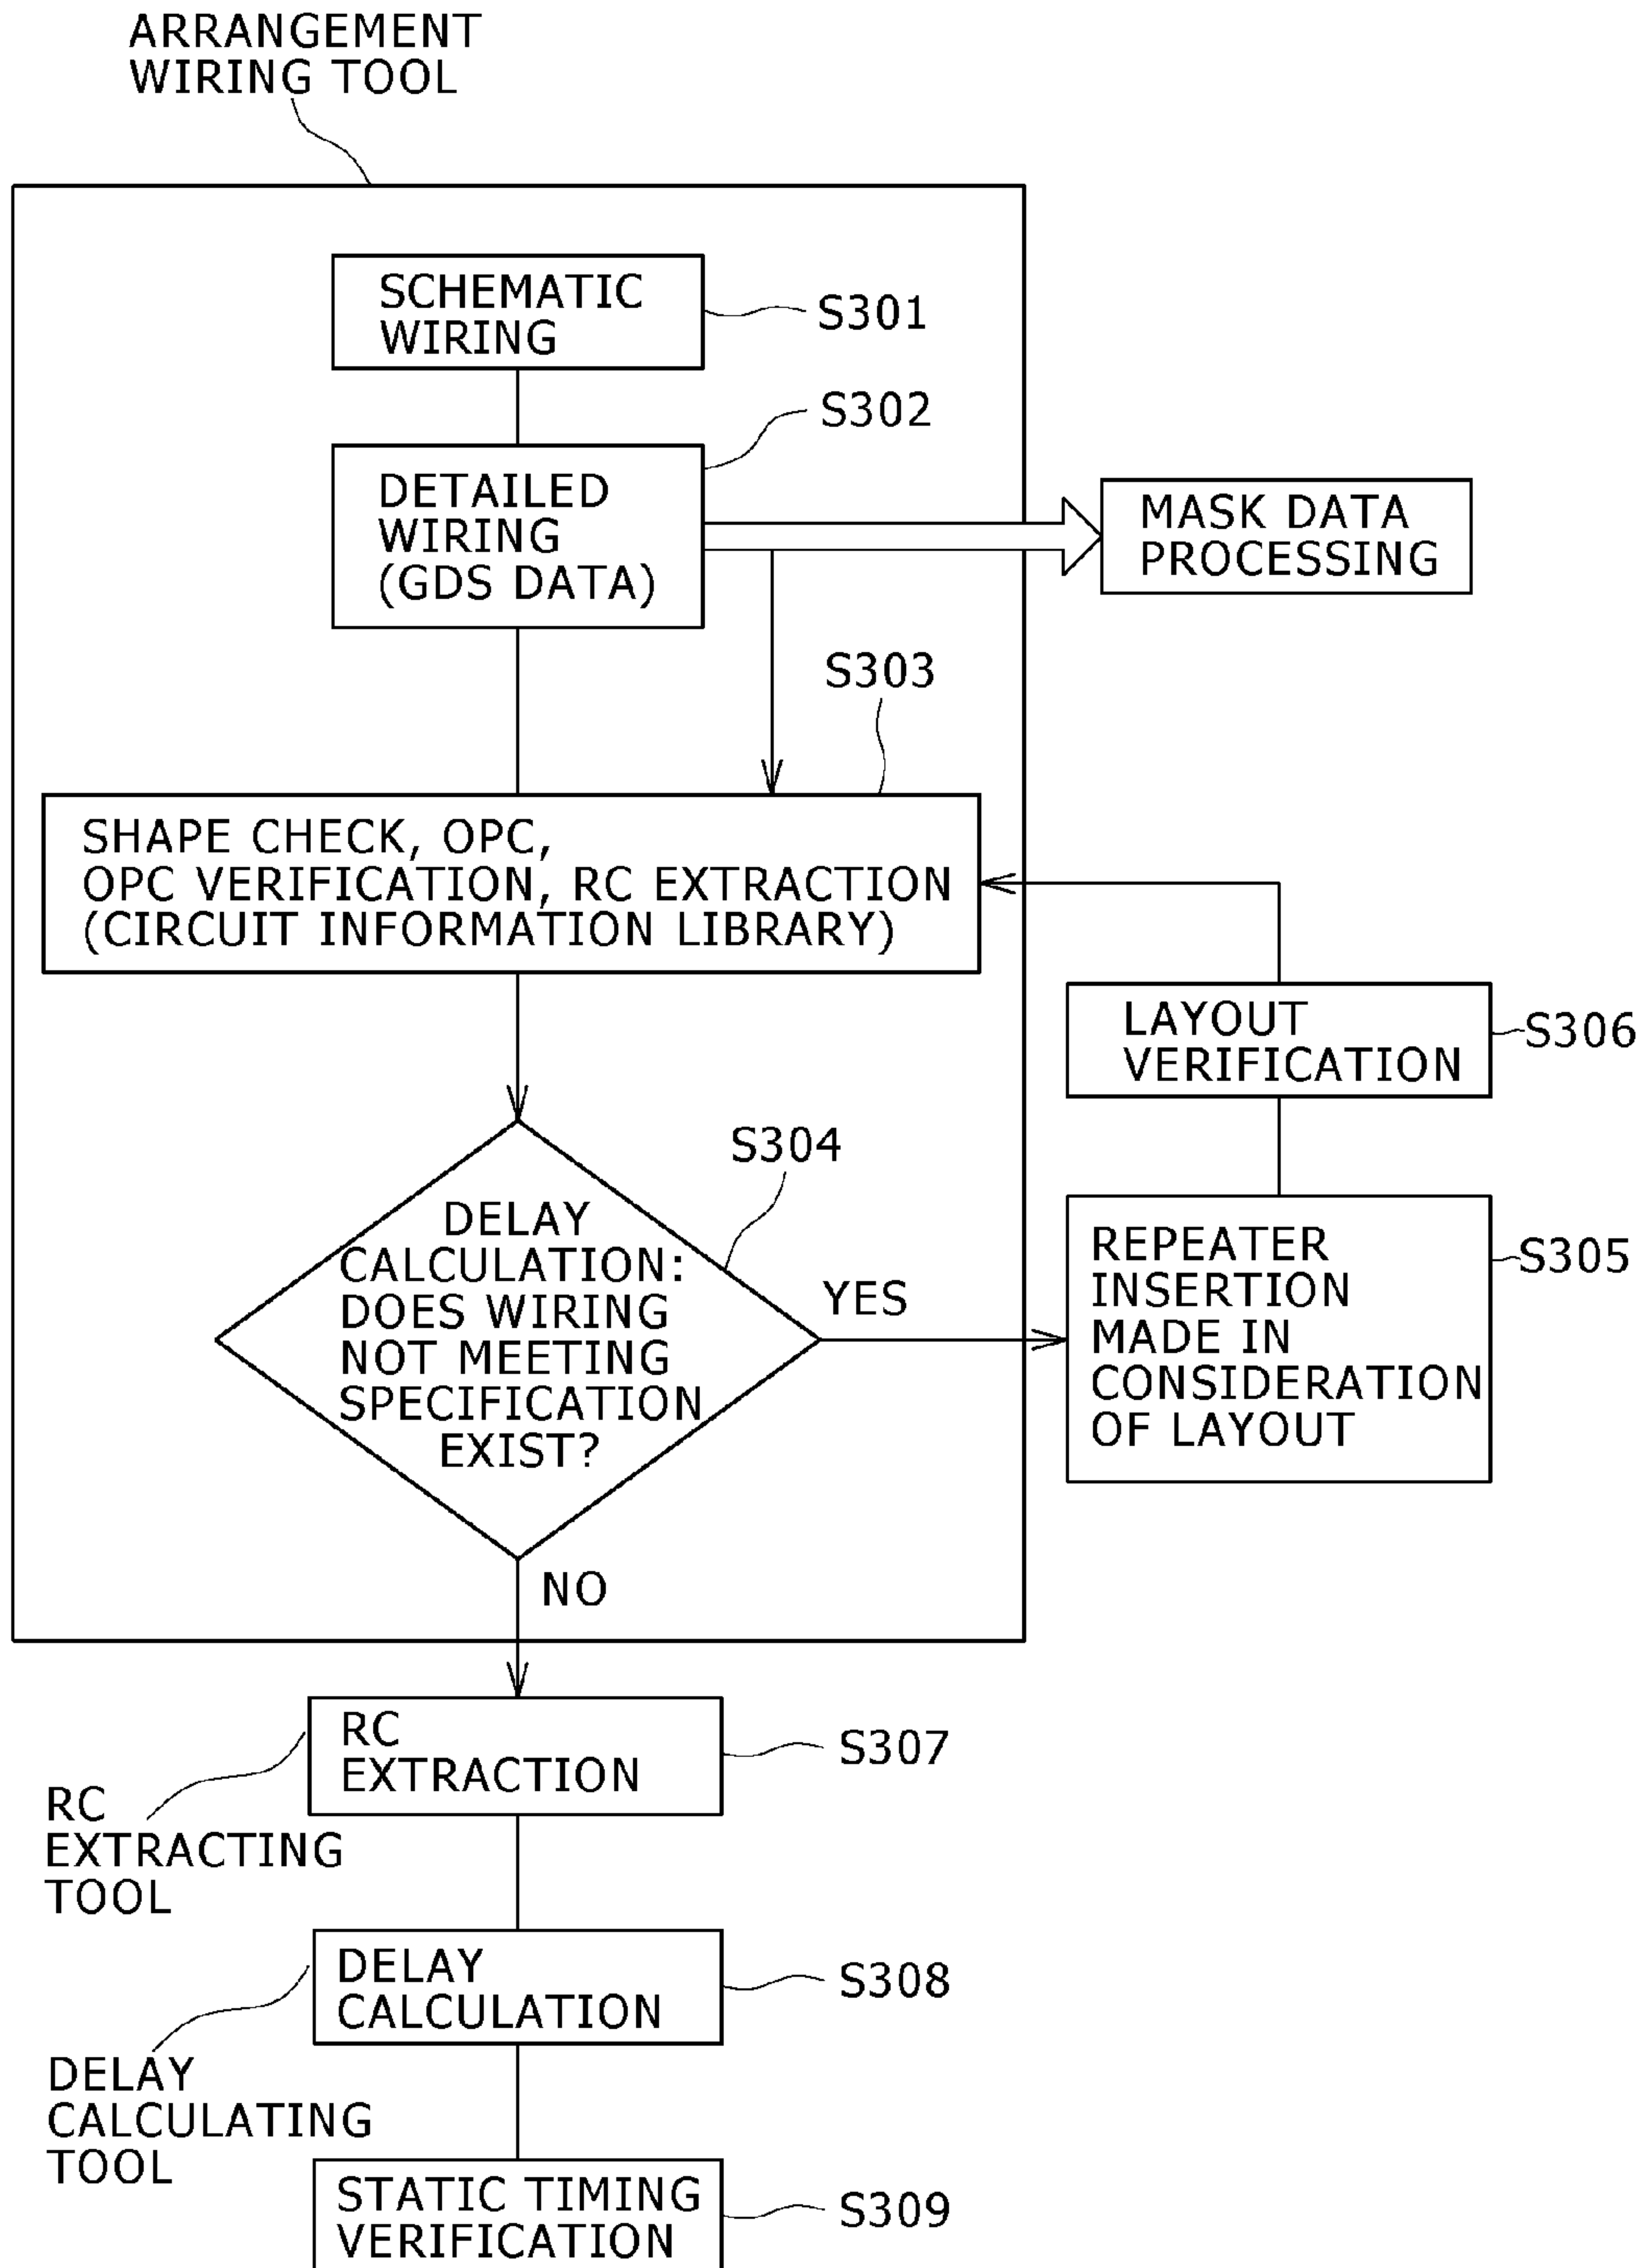 ARRANGEMENT
WIRING TOOL
SCHEMATIC
WIRING
S301
S302
DETAILED
WIRING
(GDS DATA)
MASK DATA
PROCESSING
S303
SHAPE CHECK, OPC,
OPC VERIFICATION, RC EXTRACTION
(CIRCUIT INFORMATION LIBRARY)
LAYOUT
VERIFICATION
S306
S304
DELAY
CALCULATION:
DOES WIRING
NOT MEETING
SPECIFICATION
EXIST?
YES
REPEATER
INSERTION
MADE IN
CONSIDERATION
OF LAYOUT
S305
NO
RC
EXTRACTION
S307
RC
EXTRACTING
TOOL
DELAY
CALCULATION
S308
DELAY
CALCULATING
TOOL
STATIC TIMING
VERIFICATION
S309